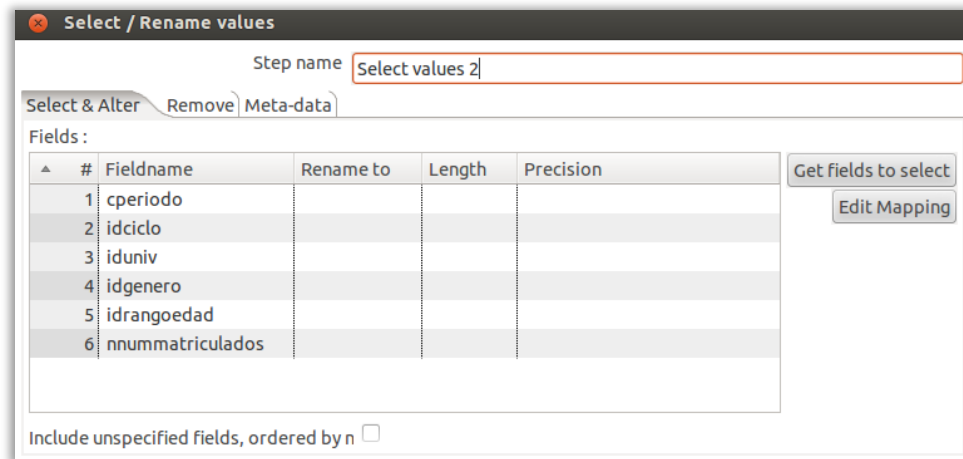 Select / Rename values
Step name Select values 2
Select & Alter Remove Meta-data
Fields :
# Fieldname Rename to Length Precision
Get fields to select
1 cperiodo
Edit Mapping
2 idciclo
3 iduniv
4 idgenero
5 idrangoedad
6 nnummatriculados
Include unspecified fields, ordered by n